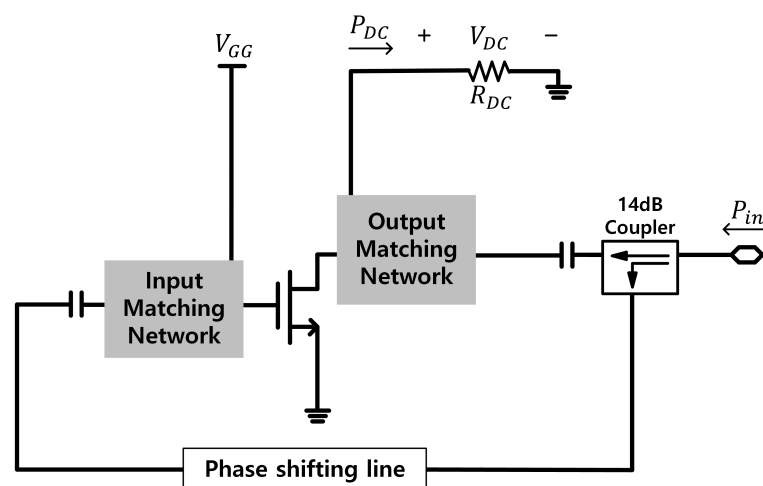 P_DC + V_DC −
V_GG
R_DC
14dB
Coupler
P_in
Output
Matching
Network
Input
Matching
Network
Phase shifting line